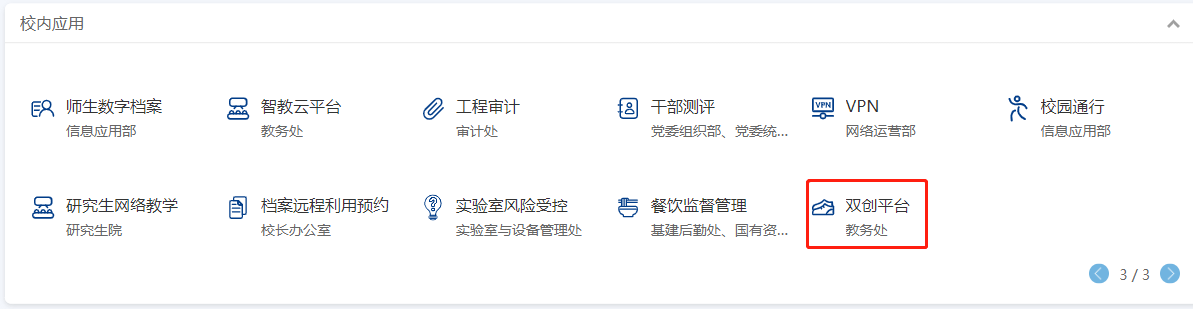 校内应用
师生数字档案
信息应用部
智教云平台
教务处
工程审计
审计处
干部测评
党委组织部、党委统...
VPN
VPN
网络运营部
校园通行
信息应用部
研究生网络教学
研究生院
档案远程利用预约
校长办公室
实验室风险受控
实验室与设备管理处
餐饮监督管理
基建后勤处、国有资...
双创平台
教务处
3 / 3